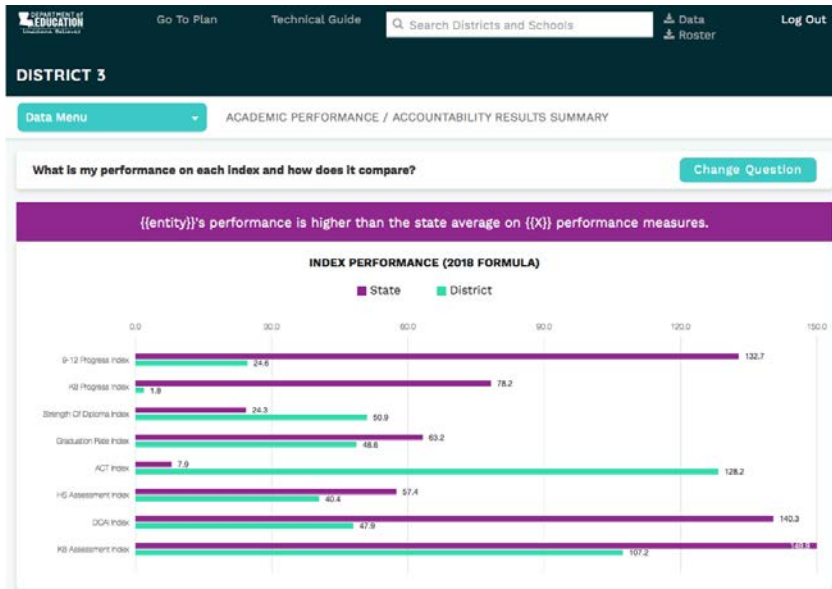 DEPARTMENT of
EDUCATION
Louisiana Believes
Go To Plan
Technical Guide
Search Districts and Schools
Data
Roster
Log Out
DISTRICT 3
Data Menu
ACADEMIC PERFORMANCE / ACCOUNTABILITY RESULTS SUMMARY
What is my performance on each index and how does it compare?
Change Question
{{entity}}'s performance is higher than the state average on {{X}} performance measures.
INDEX PERFORMANCE (2018 FORMULA)
State District
0.0 30.0 60.0 90.0 120.0 150.0
9-12 Progress Index 132.7
24.6
K8 Progress Index 78.2
1.9
Strength Of Diploma Index 24.3
50.9
Graduation Rate Index 63.2
48.6
ACT Index 7.9
128.2
HS Assessment Index 57.4
40.4
DCAI Index 140.3
47.9
K8 Assessment Index
107.2